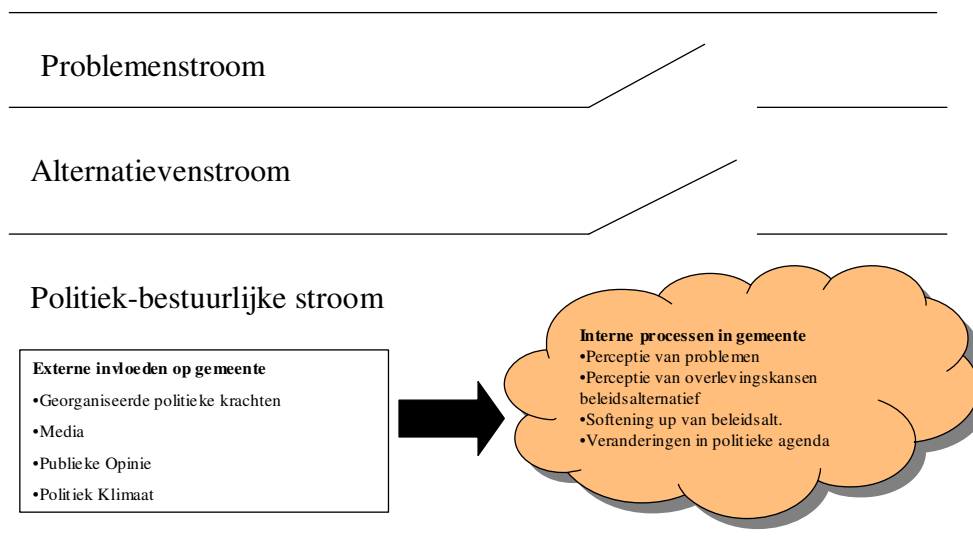 Problemenstroom
Alternatievenstroom
Politiek-bestuurlijke stroom
Externe invloeden op gemeente
•Georganiseerde politieke krachten
•Media
•Publieke Opinie
•Politiek Klimaat
Interne processen in gemeente
•Perceptie van problemen
•Perceptie van overlevingskansen
beleidsalternatief
•Softening up van beleidsalt.
•Veranderingen in politieke agenda